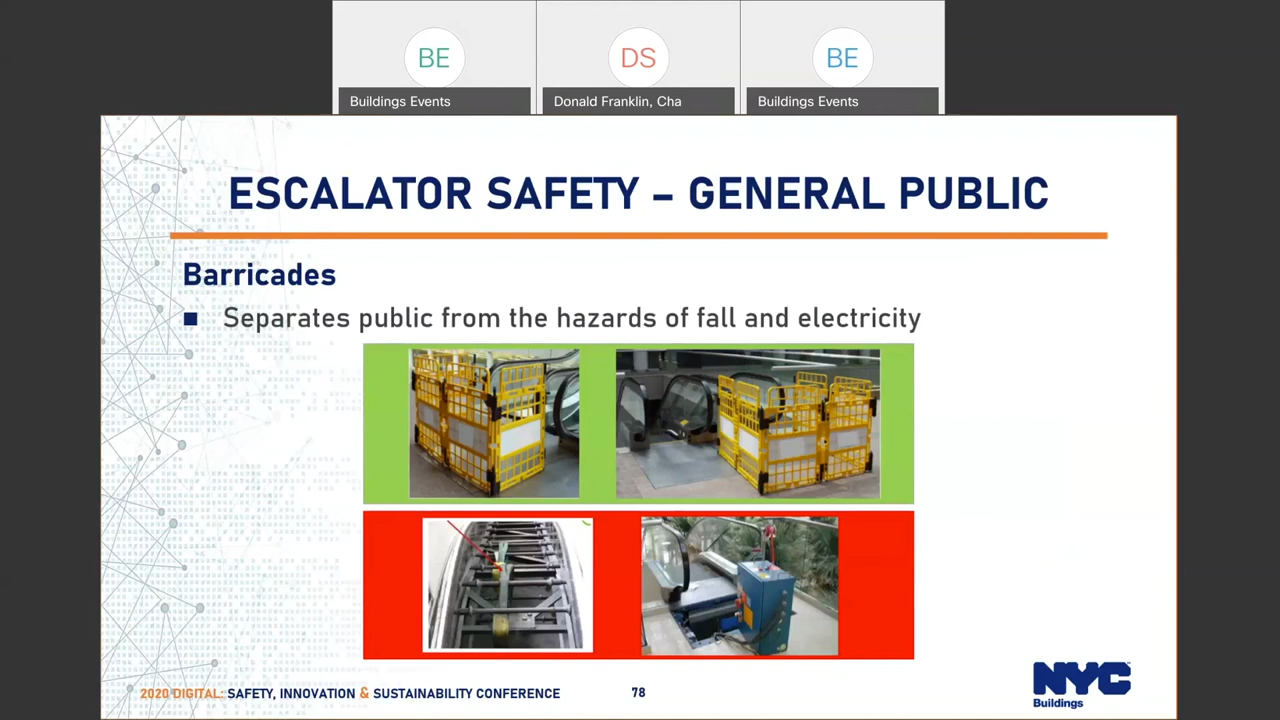 BE
DS
BE
Buildings Events
Donald Franklin, Cha
Buildings Events
ESCALATOR SAFETY – GENERAL PUBLIC
Barricades
■ Separates public from the hazards of fall and electricity
2020 DIGITAL: SAFETY, INNOVATION & SUSTAINABILITY CONFERENCE
78
NYC
Buildings